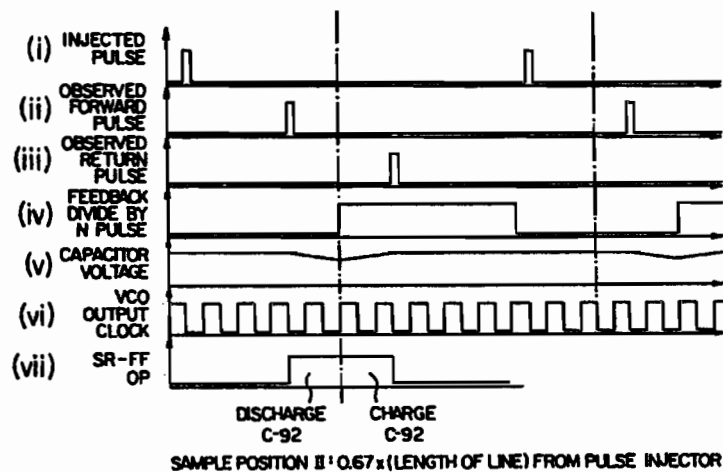 (i) INJECTED
PULSE
(ii) OBSERVED
FORWARD
PULSE
(iii) OBSERVED
RETURN
PULSE
(iv) FEEDBACK
DIVIDE BY
N PULSE
(v) CAPACITOR
VOLTAGE
(vi) VCO
OUTPUT
CLOCK
(vii) SR-FF
OP
DISCHARGE
C-92
CHARGE
C-92
SAMPLE POSITION II : 0.67 x (LENGTH OF LINE) FROM PULSE INJECTOR